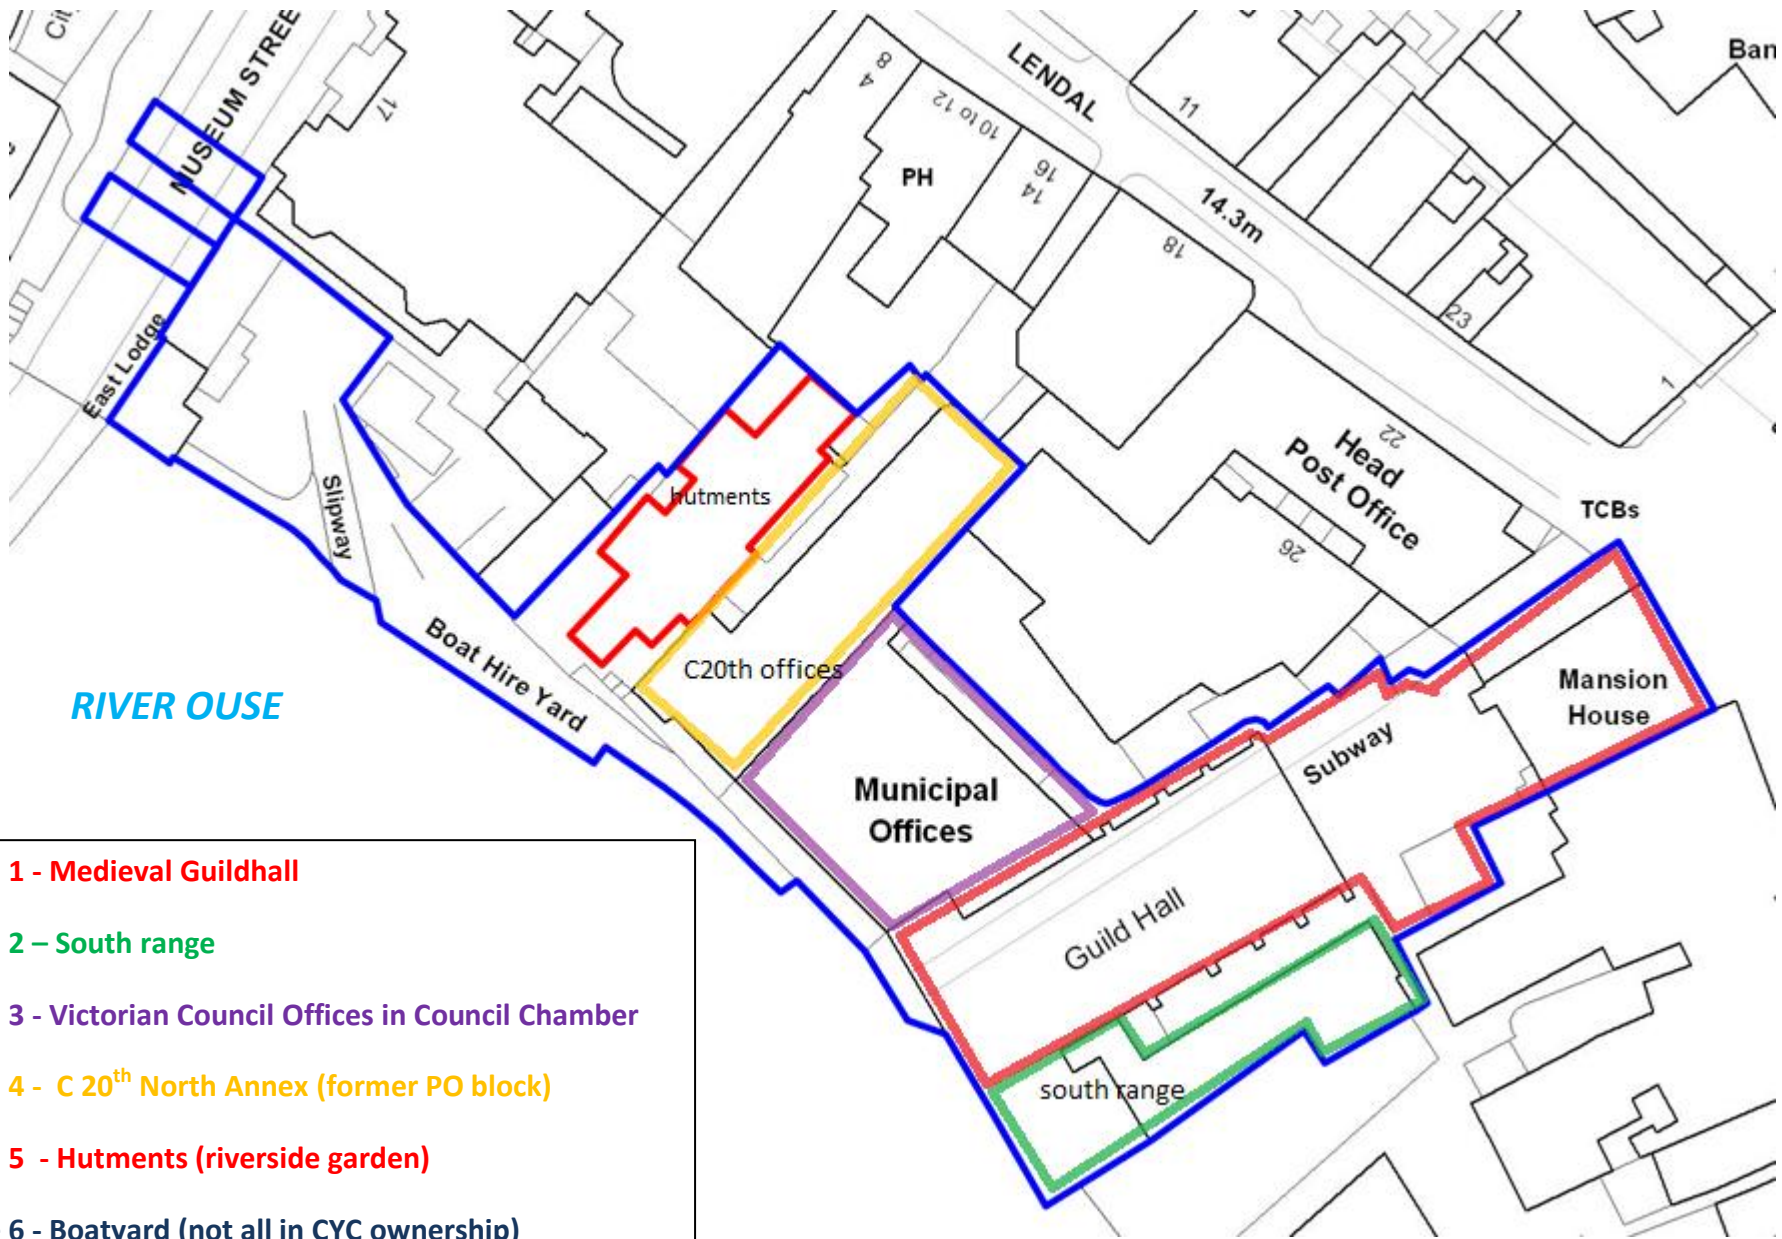 City
MUSEUM STREE
17
8
4
10 to 12
PH
16
14
LENDAL
11
Ban
14.3m
18
23
1
East Lodge
Slipway
hutments
Head
Post Office
22
26
TCBs
Boat Hire Yard
C20th offices
RIVER OUSE
Mansion
House
Subway
Municipal
Offices
Guild Hall
south range
1 - Medieval Guildhall
2 – South range
3 - Victorian Council Offices in Council Chamber
4 - C 20th North Annex (former PO block)
5 - Hutments (riverside garden)
6 - Boatyard (not all in CYC ownership)